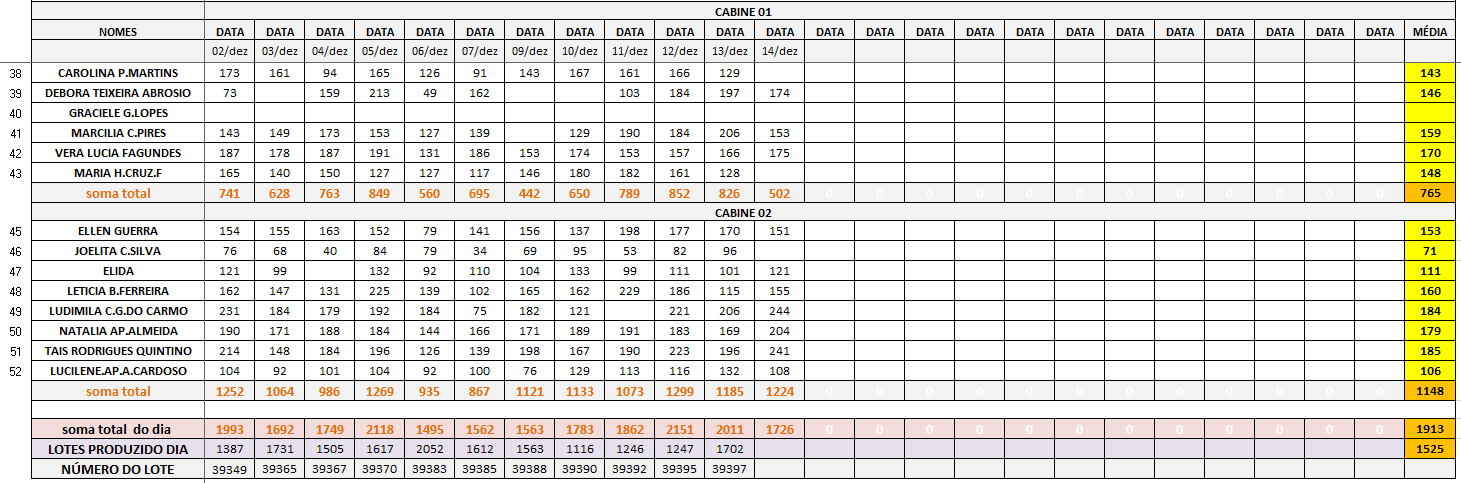 CABINE 01
NOMES DATA DATA DATA DATA DATA DATA DATA DATA DATA DATA DATA DATA DATA DATA DATA DATA DATA DATA DATA DATA DATA DATA DATA DATA MÉDIA
02/dez 03/dez 04/dez 05/dez 06/dez 07/dez 09/dez 10/dez 11/dez 12/dez 13/dez 14/dez
38 CAROLINA P.MARTINS 173 161 94 165 126 91 143 167 161 166 129 143
39 DEBORA TEIXEIRA ABROSIO 73 159 213 49 162 103 184 197 174 146
40 GRACIELE G.LOPES
41 MARCILIA C.PIRES 143 149 173 153 127 139 129 190 184 206 153 159
42 VERA LUCIA FAGUNDES 187 178 187 191 131 186 153 174 153 157 166 175 170
43 MARIA H.CRUZ.F 165 140 150 127 127 117 146 180 182 161 128 148
soma total 741 628 763 849 560 695 442 650 789 852 826 502 0 0 0 0 0 0 0 0 0 0 0 0 765
CABINE 02
45 ELLEN GUERRA 154 155 163 152 79 141 156 137 198 177 170 151 153
46 JOELITA C.SILVA 76 68 40 84 79 34 69 95 53 82 96 71
47 ELIDA 121 99 132 92 110 104 133 99 111 101 121 111
48 LETICIA B.FERREIRA 162 147 131 225 139 102 165 162 229 186 115 155 160
49 LUDIMILA C.G.DO CARMO 231 184 179 192 184 75 182 121 221 206 244 184
50 NATALIA AP.ALMEIDA 190 171 188 184 144 166 171 189 191 183 169 204 179
51 TAIS RODRIGUES QUINTINO 214 148 184 196 126 139 198 167 190 223 196 241 185
52 LUCILENE.AP.A.CARDOSO 104 92 101 104 92 100 76 129 113 116 132 108 106
soma total 1252 1064 986 1269 935 867 1121 1133 1073 1299 1185 1224 0 0 0 0 0 0 0 0 0 0 0 0 1148
soma total do dia 1993 1692 1749 2118 1495 1562 1563 1783 1862 2151 2011 1726 0 0 0 0 0 0 0 0 0 0 0 0 1913
LOTES PRODUZIDO DIA 1387 1731 1505 1617 2052 1612 1563 1116 1246 1247 1702 1525
NÚMERO DO LOTE 39349 39365 39367 39370 39383 39385 39388 39390 39392 39395 39397